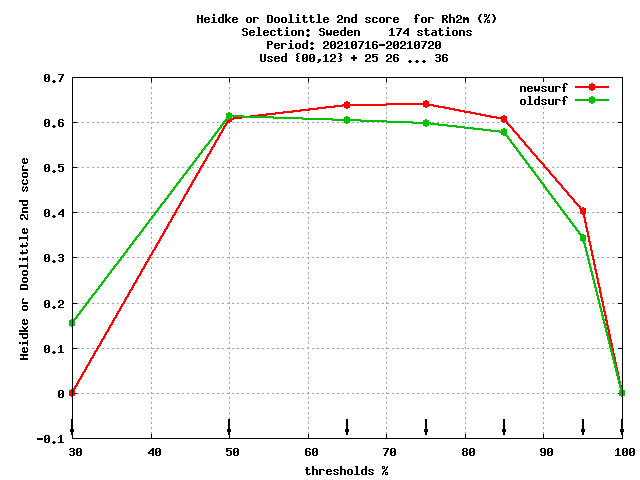 Heidke or Doolittle 2nd score  for Rh2m (%)
Selection: Sweden    174 stations
Period: 20210716-20210720
Used {00,12} + 25 26 ... 36
newsurf
oldsurf
0.7
0.6
0.5
0.4
0.3
0.2
0.1
0
-0.1
Heidke or Doolittle 2nd score
30 40 50 60 70 80 90 100
thresholds %